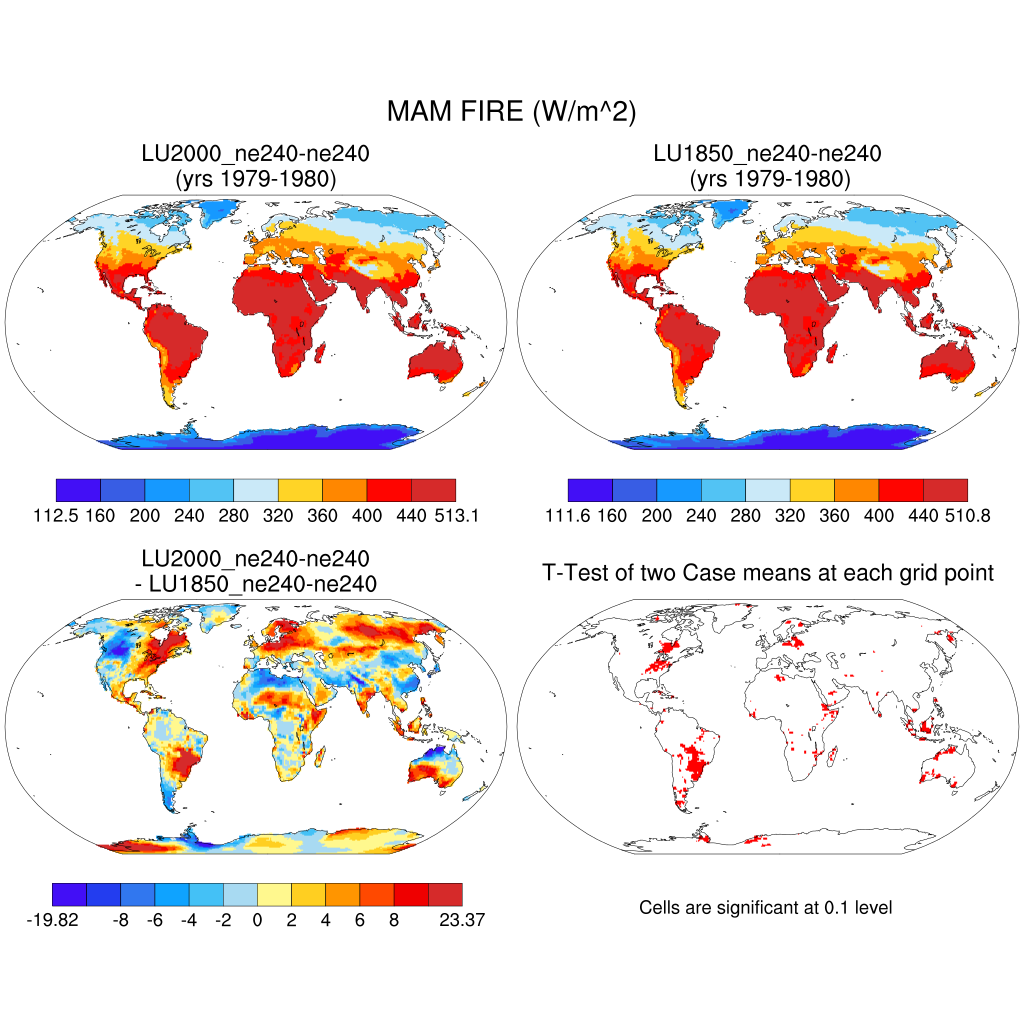 MAM FIRE (W/m^2)
LU2000_ne240-ne240
(yrs 1979-1980)
LU1850_ne240-ne240
(yrs 1979-1980)
112.5 160 200 240 280 320 360 400 440 513.1
111.6 160 200 240 280 320 360 400 440 510.8
LU2000_ne240-ne240
- LU1850_ne240-ne240
T-Test of two Case means at each grid point
-19.82 -8 -6 -4 -2 0 2 4 6 8 23.37
Cells are significant at 0.1 level